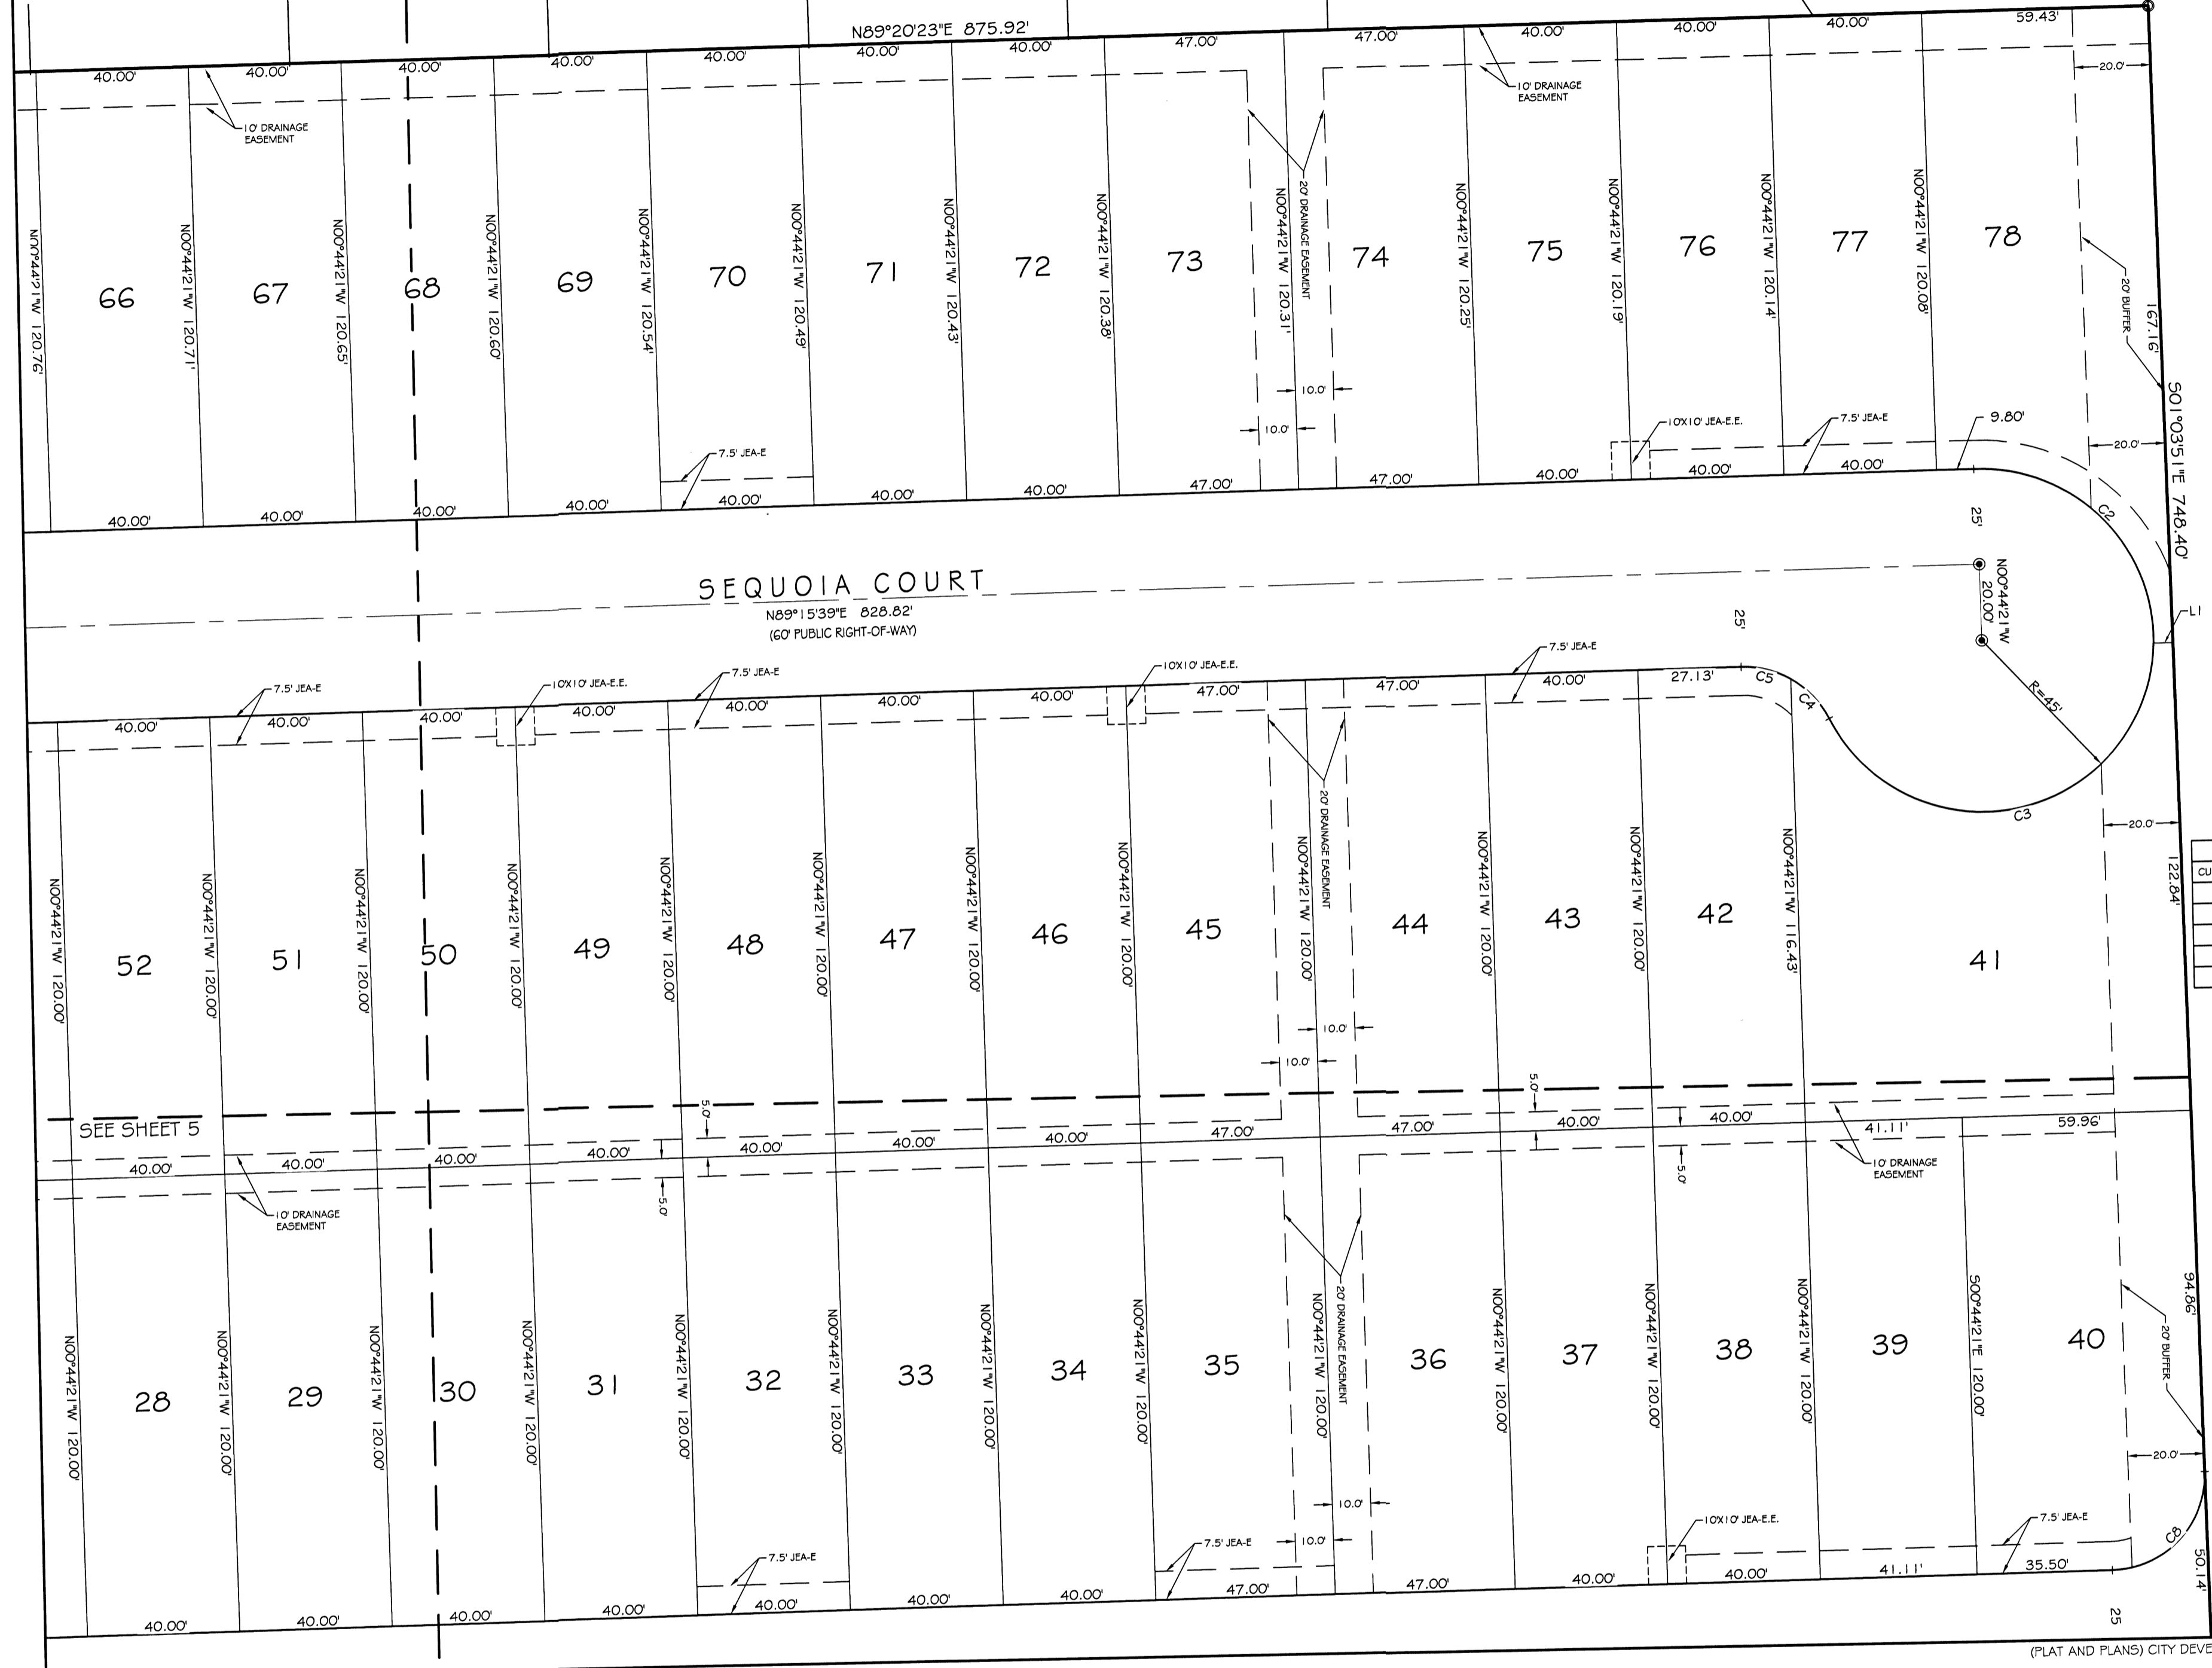 N89°20'23"E 875.92'
40.00' 40.00' 40.00' 40.00' 40.00' 40.00' 40.00' 47.00' 47.00' 40.00' 40.00' 40.00' 59.43'
20.0'
10' DRAINAGE
EASEMENT
10' DRAINAGE
EASEMENT
20' DRAINAGE EASEMENT
N00°44'21"W 120.76'
N00°44'21"W 120.71'
N00°44'21"W 120.65'
N00°44'21"W 120.60'
N00°44'21"W 120.54'
N00°44'21"W 120.49'
N00°44'21"W 120.43'
N00°44'21"W 120.38'
N00°44'21"W 120.31'
N00°44'21"W 120.25'
N00°44'21"W 120.19'
N00°44'21"W 120.14'
N00°44'21"W 120.08'
66 67 68 69 70 71 72 73 74 75 76 77 78
20' BUFFER
167.16'
S01°03'51"E 748.40'
10.0'
10.0'
7.5' JEA-E
10'X10' JEA-E.E.
7.5' JEA-E
9.80'
20.0'
40.00' 40.00' 40.00' 40.00' 40.00' 40.00' 40.00' 47.00' 47.00' 40.00' 40.00' 40.00'
C2
25'
SEQUOIA COURT
N89°15'39"E 828.82'
(60' PUBLIC RIGHT-OF-WAY)
N00°44'21"W
20.00'
L1
25'
R=45'
7.5' JEA-E
10'X10' JEA-E.E.
7.5' JEA-E
10'X10' JEA-E.E.
7.5' JEA-E
40.00' 40.00' 40.00' 40.00' 40.00' 40.00' 40.00' 47.00' 47.00' 40.00' 27.13'
C5
C4
C3
20' DRAINAGE EASEMENT
20.0'
122.84'
N00°44'21"W 120.00'
N00°44'21"W 120.00'
N00°44'21"W 120.00'
N00°44'21"W 120.00'
N00°44'21"W 120.00'
N00°44'21"W 120.00'
N00°44'21"W 120.00'
N00°44'21"W 120.00'
N00°44'21"W 120.00'
N00°44'21"W 120.00'
N00°44'21"W 120.00'
N00°44'21"W 116.43'
52 51 50 49 48 47 46 45 44 43 42 41
10.0'
10.0'
5.0'
5.0'
SEE SHEET 5
40.00' 40.00' 40.00' 40.00' 40.00' 40.00' 40.00' 47.00' 47.00' 40.00' 40.00' 41.11' 59.96'
5.0'
5.0'
10' DRAINAGE
EASEMENT
10' DRAINAGE
EASEMENT
20' DRAINAGE EASEMENT
N00°44'21"W 120.00'
N00°44'21"W 120.00'
N00°44'21"W 120.00'
N00°44'21"W 120.00'
N00°44'21"W 120.00'
N00°44'21"W 120.00'
N00°44'21"W 120.00'
N00°44'21"W 120.00'
N00°44'21"W 120.00'
N00°44'21"W 120.00'
N00°44'21"W 120.00'
N00°44'21"W 120.00'
S00°44'21"E 120.00'
94.86'
28 29 30 31 32 33 34 35 36 37 38 39 40
20' BUFFER
20.0'
10.0'
10.0'
7.5' JEA-E
7.5' JEA-E
10'X10' JEA-E.E.
7.5' JEA-E
C8
50.14'
40.00' 40.00' 40.00' 40.00' 40.00' 40.00' 40.00' 47.00' 47.00' 40.00' 40.00' 41.11' 35.50'
25
(PLAT AND PLANS) CITY DEVE